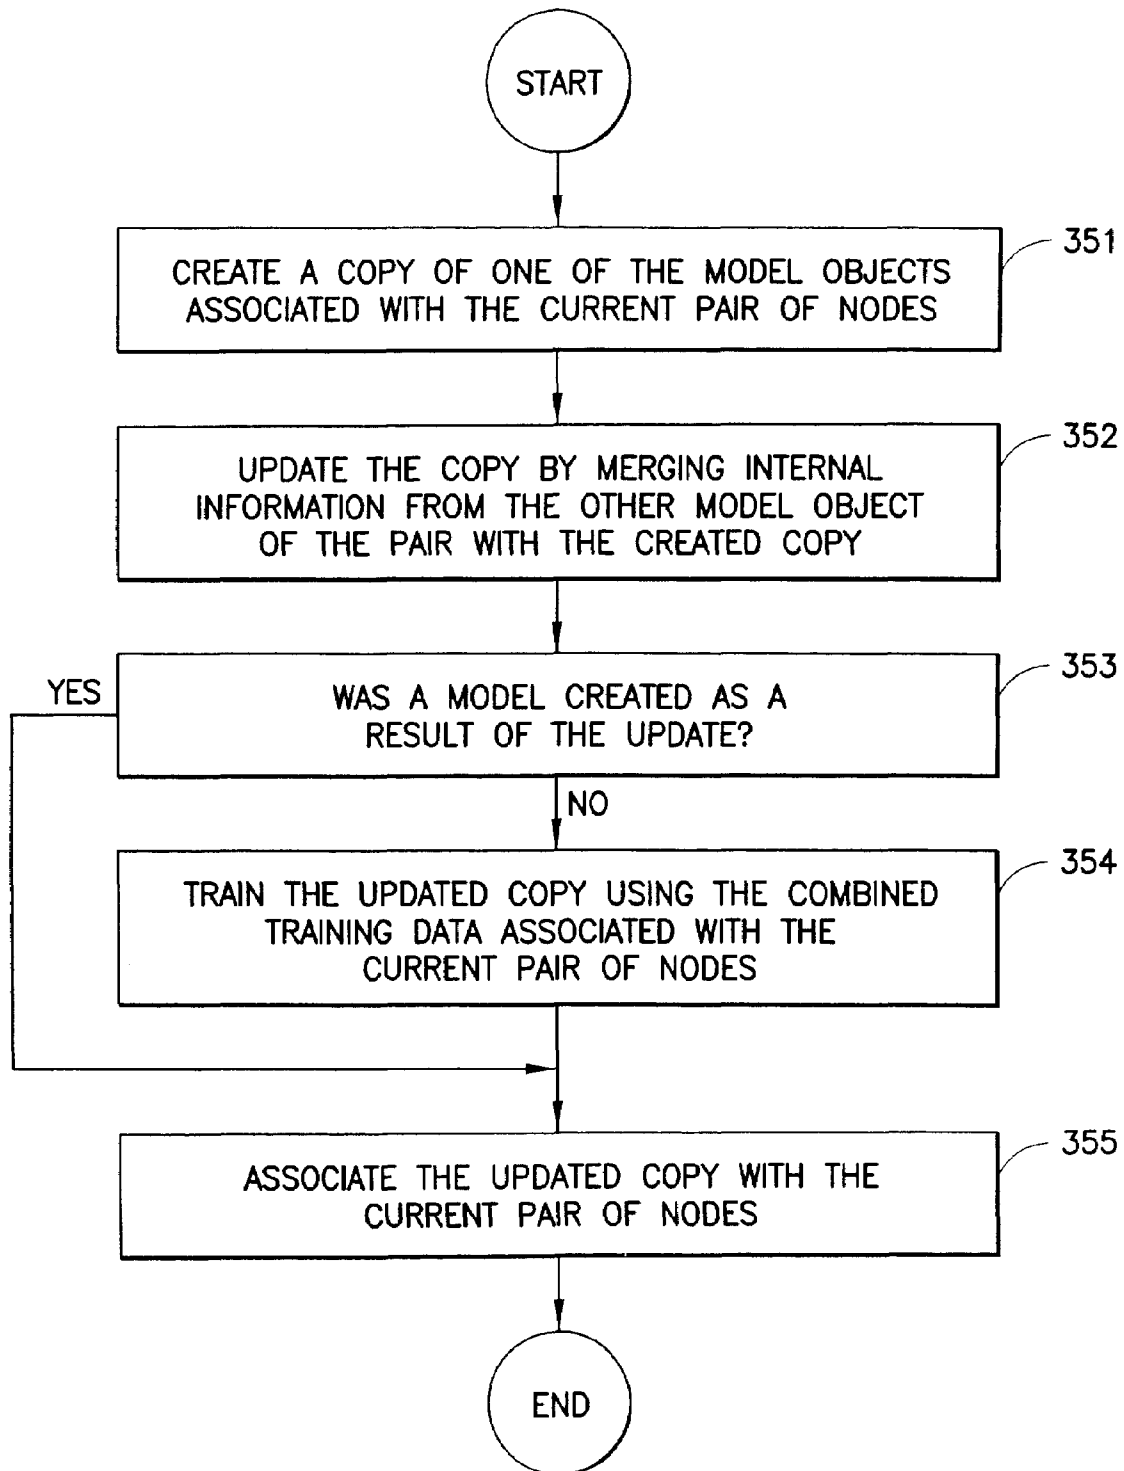 START
351
CREATE A COPY OF ONE OF THE MODEL OBJECTS
ASSOCIATED WITH THE CURRENT PAIR OF NODES
352
UPDATE THE COPY BY MERGING INTERNAL
INFORMATION FROM THE OTHER MODEL OBJECT
OF THE PAIR WITH THE CREATED COPY
353
YES
WAS A MODEL CREATED AS A
RESULT OF THE UPDATE?
NO
354
TRAIN THE UPDATED COPY USING THE COMBINED
TRAINING DATA ASSOCIATED WITH THE
CURRENT PAIR OF NODES
355
ASSOCIATE THE UPDATED COPY WITH THE
CURRENT PAIR OF NODES
END